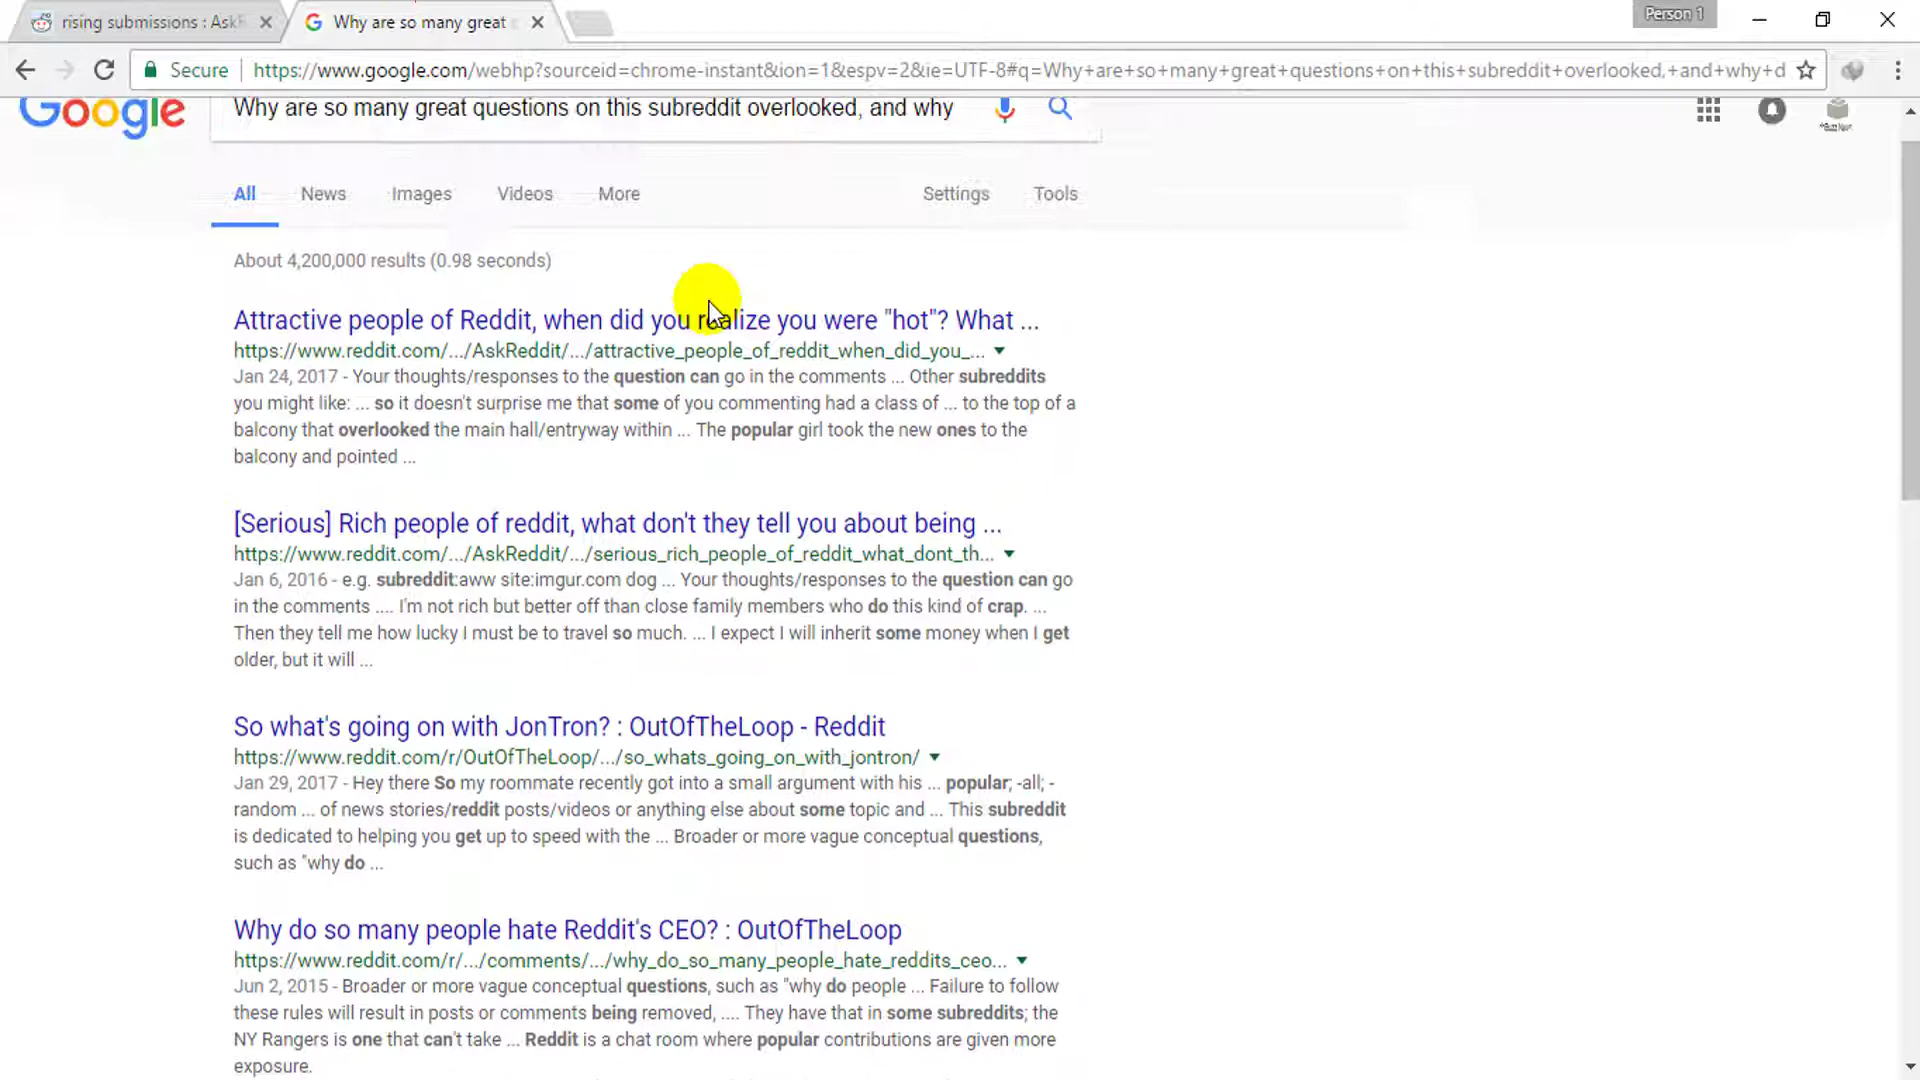 rising submissions : AskR
Why are so many great
Person 1
Secure
https://www.google.com/webhp?sourceid=chrome-instant&ion=1&espv=2&ie=UTF-8#q=Why+are+so+many+great+questions+on+this+subreddit+overlooked,+and+why+d
Google
Why are so many great questions on this subreddit overlooked, and why
All News Images Videos More Settings Tools
About 4,200,000 results (0.98 seconds)
Attractive people of Reddit, when did you realize you were "hot"? What ...
https://www.reddit.com/.../AskReddit/.../attractive_people_of_reddit_when_did_you_...
Jan 24, 2017 - Your thoughts/responses to the question can go in the comments ... Other subreddits
you might like: ... so it doesn't surprise me that some of you commenting had a class of ... to the top of a
balcony that overlooked the main hall/entryway within ... The popular girl took the new ones to the
balcony and pointed ...
[Serious] Rich people of reddit, what don't they tell you about being ...
https://www.reddit.com/.../AskReddit/.../serious_rich_people_of_reddit_what_dont_th...
Jan 6, 2016 - e.g. subreddit:aww site:imgur.com dog ... Your thoughts/responses to the question can go
in the comments .... I'm not rich but better off than close family members who do this kind of crap. ...
Then they tell me how lucky I must be to travel so much. ... I expect I will inherit some money when I get
older, but it will ...
So what's going on with JonTron? : OutOfTheLoop - Reddit
https://www.reddit.com/r/OutOfTheLoop/.../so_whats_going_on_with_jontron/
Jan 29, 2017 - Hey there So my roommate recently got into a small argument with his ... popular; -all; -
random ... of news stories/reddit posts/videos or anything else about some topic and ... This subreddit
is dedicated to helping you get up to speed with the ... Broader or more vague conceptual questions,
such as "why do ...
Why do so many people hate Reddit's CEO? : OutOfTheLoop
https://www.reddit.com/r/.../comments/.../why_do_so_many_people_hate_reddits_ceo...
Jun 2, 2015 - Broader or more vague conceptual questions, such as "why do people ... Failure to follow
these rules will result in posts or comments being removed, .... They have that in some subreddits; the
NY Rangers is one that can't take ... Reddit is a chat room where popular contributions are given more
exposure.